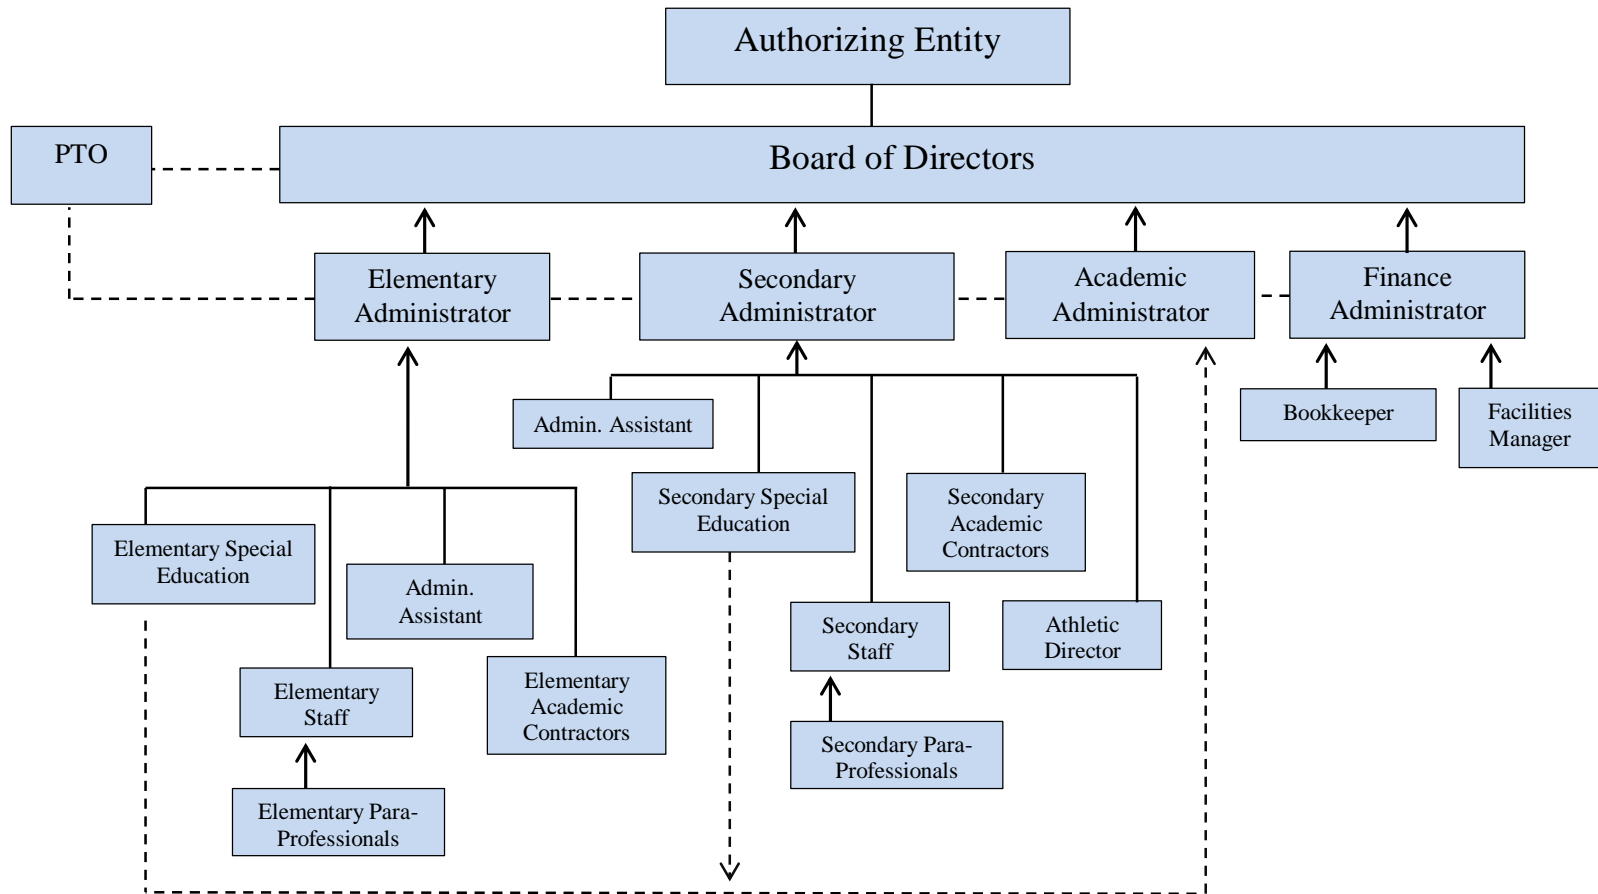 Authorizing Entity
PTO
Board of Directors
Elementary
Administrator
Secondary
Administrator
Academic
Administrator
Finance
Administrator
Admin. Assistant
Bookkeeper
Facilities
Manager
Elementary Special
Education
Admin.
Assistant
Secondary Special
Education
Secondary
Academic
Contractors
Elementary
Staff
Elementary
Academic
Contractors
Secondary
Staff
Athletic
Director
Elementary Para-
Professionals
Secondary Para-
Professionals